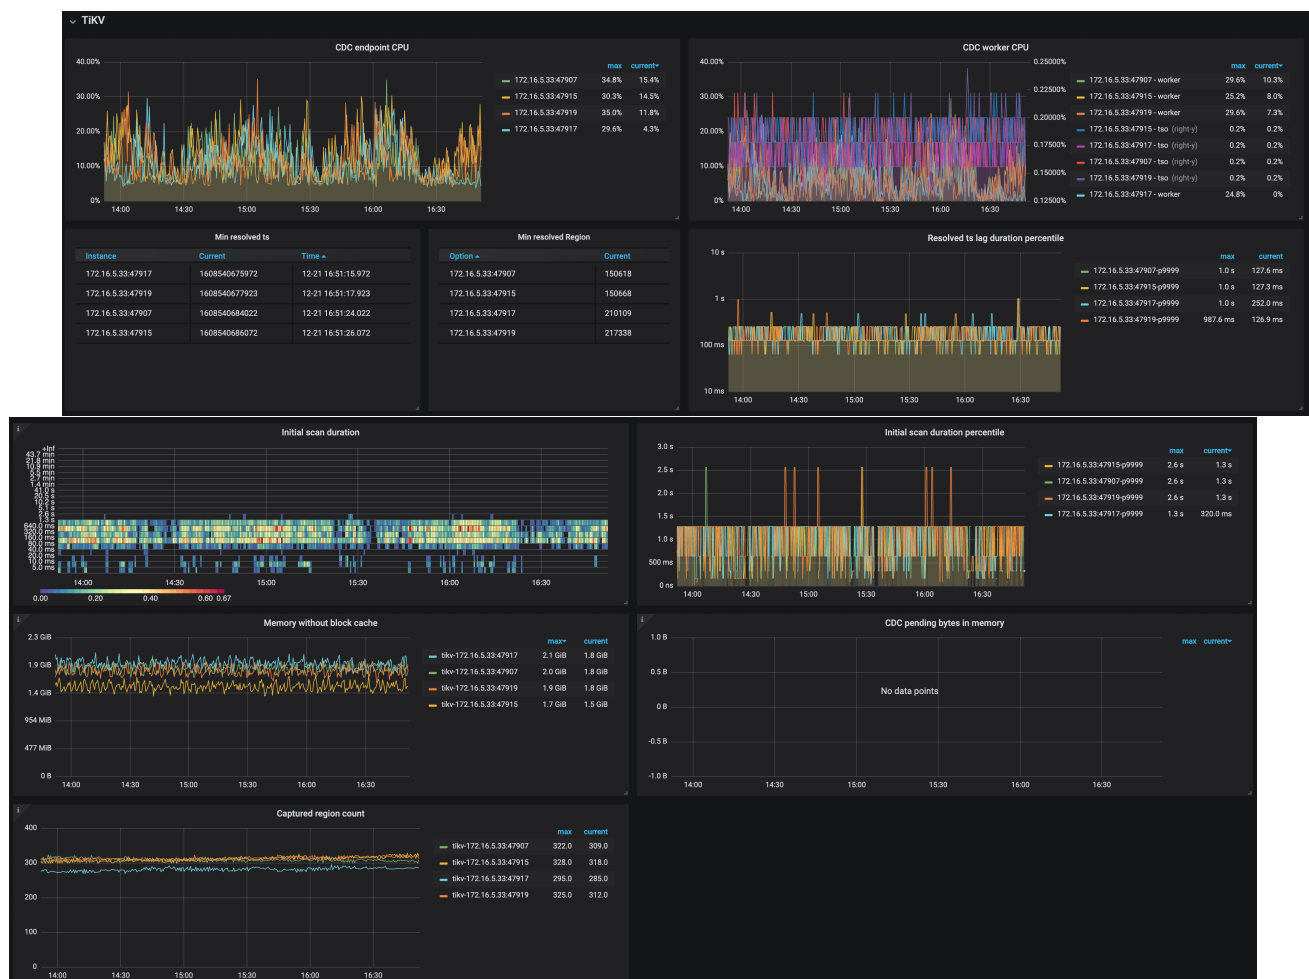 TiKV
CDC endpoint CPU
40.00%
30.00%
20.00%
10.00%
0%
14:00 14:30 15:00 15:30 16:00 16:30
max current
172.16.5.33:47907 34.8% 15.4%
172.16.5.33:47915 30.3% 14.5%
172.16.5.33:47919 35.0% 11.8%
172.16.5.33:47917 29.6% 4.3%
CDC worker CPU
40.00%
30.00%
20.00%
10.00%
0%
0.25000%
0.22500%
0.20000%
0.17500%
0.15000%
0.12500%
14:00 14:30 15:00 15:30 16:00 16:30
max current
172.16.5.33:47907 - worker 29.6% 10.3%
172.16.5.33:47915 - worker 25.2% 8.0%
172.16.5.33:47919 - worker 29.6% 7.3%
172.16.5.33:47915 - tso (right-y) 0.2% 0.2%
172.16.5.33:47917 - tso (right-y) 0.2% 0.2%
172.16.5.33:47907 - tso (right-y) 0.2% 0.2%
172.16.5.33:47919 - tso (right-y) 0.2% 0.2%
172.16.5.33:47917 - worker 24.8% 0%
Min resolved ts
Instance Current Time
172.16.5.33:47917 1608540675972 12-21 16:51:15.972
172.16.5.33:47919 1608540677923 12-21 16:51:17.923
172.16.5.33:47907 1608540684022 12-21 16:51:24.022
172.16.5.33:47915 1608540686072 12-21 16:51:26.072
Min resolved Region
Option Current
172.16.5.33:47907 150618
172.16.5.33:47915 150668
172.16.5.33:47917 210109
172.16.5.33:47919 217338
Resolved ts lag duration percentile
10 s
1 s
100 ms
10 ms
14:00 14:30 15:00 15:30 16:00 16:30
max current
172.16.5.33:47907-p9999 1.0 s 127.6 ms
172.16.5.33:47915-p9999 1.0 s 127.3 ms
172.16.5.33:47917-p9999 1.0 s 252.0 ms
172.16.5.33:47919-p9999 987.6 ms 126.9 ms
Initial scan duration
+Inf
43.7 min
21.8 min
10.9 min
5.5 min
2.7 min
1.4 min
41.0 s
20.5 s
10.2 s
5.1 s
2.6 s
1.3 s
640.0 ms
320.0 ms
160.0 ms
80.0 ms
40.0 ms
20.0 ms
10.0 ms
5.0 ms
14:00 14:30 15:00 15:30 16:00 16:30
0.00 0.20 0.40 0.60 0.67
Initial scan duration percentile
3.0 s
2.5 s
2.0 s
1.5 s
1.0 s
500 ms
0 ns
14:00 14:30 15:00 15:30 16:00 16:30
max current
172.16.5.33:47915-p9999 2.6 s 1.3 s
172.16.5.33:47907-p9999 2.6 s 1.3 s
172.16.5.33:47919-p9999 2.6 s 1.3 s
172.16.5.33:47917-p9999 1.3 s 320.0 ms
Memory without block cache
2.3 GiB
1.9 GiB
1.4 GiB
954 MiB
477 MiB
0 B
14:00 14:30 15:00 15:30 16:00 16:30
max current
tikv-172.16.5.33:47917 2.1 GiB 1.8 GiB
tikv-172.16.5.33:47907 2.0 GiB 1.8 GiB
tikv-172.16.5.33:47919 1.9 GiB 1.8 GiB
tikv-172.16.5.33:47915 1.7 GiB 1.5 GiB
CDC pending bytes in memory
1.0 B
0.5 B
0 B
-0.5 B
-1.0 B
No data points
14:00 14:30 15:00 15:30 16:00 16:30
max current
Captured region count
400
300
200
100
0
14:00 14:30 15:00 15:30 16:00 16:30
max current
tikv-172.16.5.33:47907 322.0 309.0
tikv-172.16.5.33:47915 328.0 318.0
tikv-172.16.5.33:47917 295.0 285.0
tikv-172.16.5.33:47919 325.0 312.0